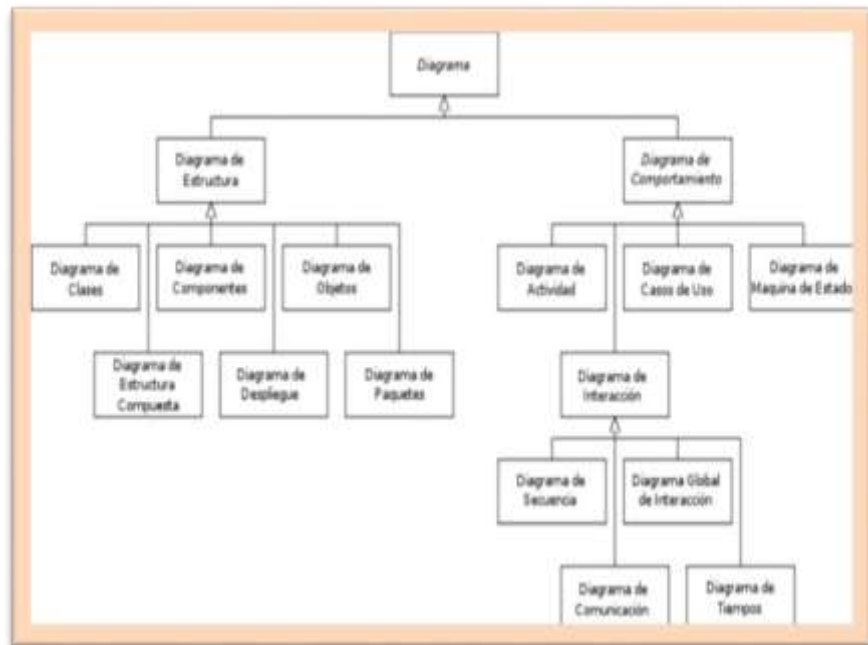 Diagrama
Diagrama de
Estructura
Diagrama de
Comportamiento
Diagrama de
Clases
Diagrama de
Componentes
Diagrama de
Objetos
Diagrama de
Actividad
Diagrama de
Casos de Uso
Diagrama de
Maquina de Estado
Diagrama de
Estructura
Compuesta
Diagrama de
Despliegue
Diagrama de
Paquetes
Diagrama de
Interacción
Diagrama de
Secuencia
Diagrama Global
de Interacción
Diagrama de
Comunicación
Diagrama de
Tiempos